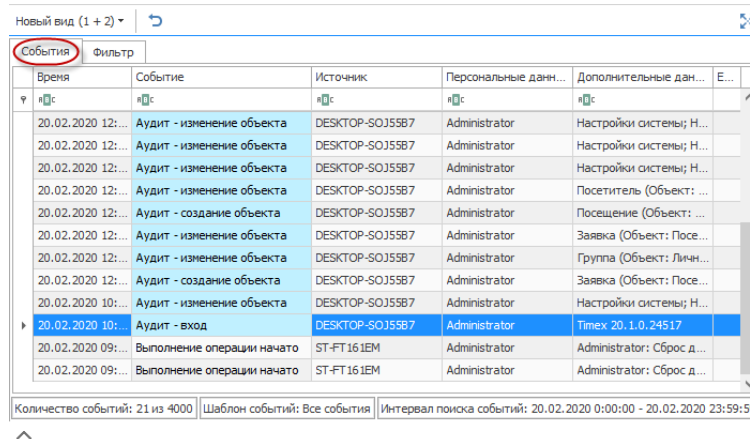 Новый вид (1 + 2)
События Фильтр
Время Событие Источник Персональные данн... Дополнительные дан... Е...
20.02.2020 12:... Аудит - изменение объекта DESKTOP-SOJ55B7 Administrator Настройки системы; Н...
20.02.2020 12:... Аудит - изменение объекта DESKTOP-SOJ55B7 Administrator Настройки системы; Н...
20.02.2020 12:... Аудит - изменение объекта DESKTOP-SOJ55B7 Administrator Настройки системы; Н...
20.02.2020 12:... Аудит - изменение объекта DESKTOP-SOJ55B7 Administrator Посетитель (Объект: ...
20.02.2020 12:... Аудит - создание объекта DESKTOP-SOJ55B7 Administrator Посещение (Объект: ...
20.02.2020 12:... Аудит - изменение объекта DESKTOP-SOJ55B7 Administrator Заявка (Объект: Посе...
20.02.2020 12:... Аудит - изменение объекта DESKTOP-SOJ55B7 Administrator Группа (Объект: Личн...
20.02.2020 12:... Аудит - создание объекта DESKTOP-SOJ55B7 Administrator Заявка (Объект: Посе...
20.02.2020 10:... Аудит - изменение объекта DESKTOP-SOJ55B7 Administrator Настройки системы; Н...
20.02.2020 10:... Аудит - вход DESKTOP-SOJ55B7 Administrator Timex 20.1.0.24517
20.02.2020 09:... Выполнение операции начато ST-FT161EM Administrator Administrator: Сброс д...
20.02.2020 09:... Выполнение операции начато ST-FT161EM Administrator Administrator: Сброс д...
Количество событий: 21 из 4000 Шаблон событий: Все события Интервал поиска событий: 20.02.2020 0:00:00 - 20.02.2020 23:59:5